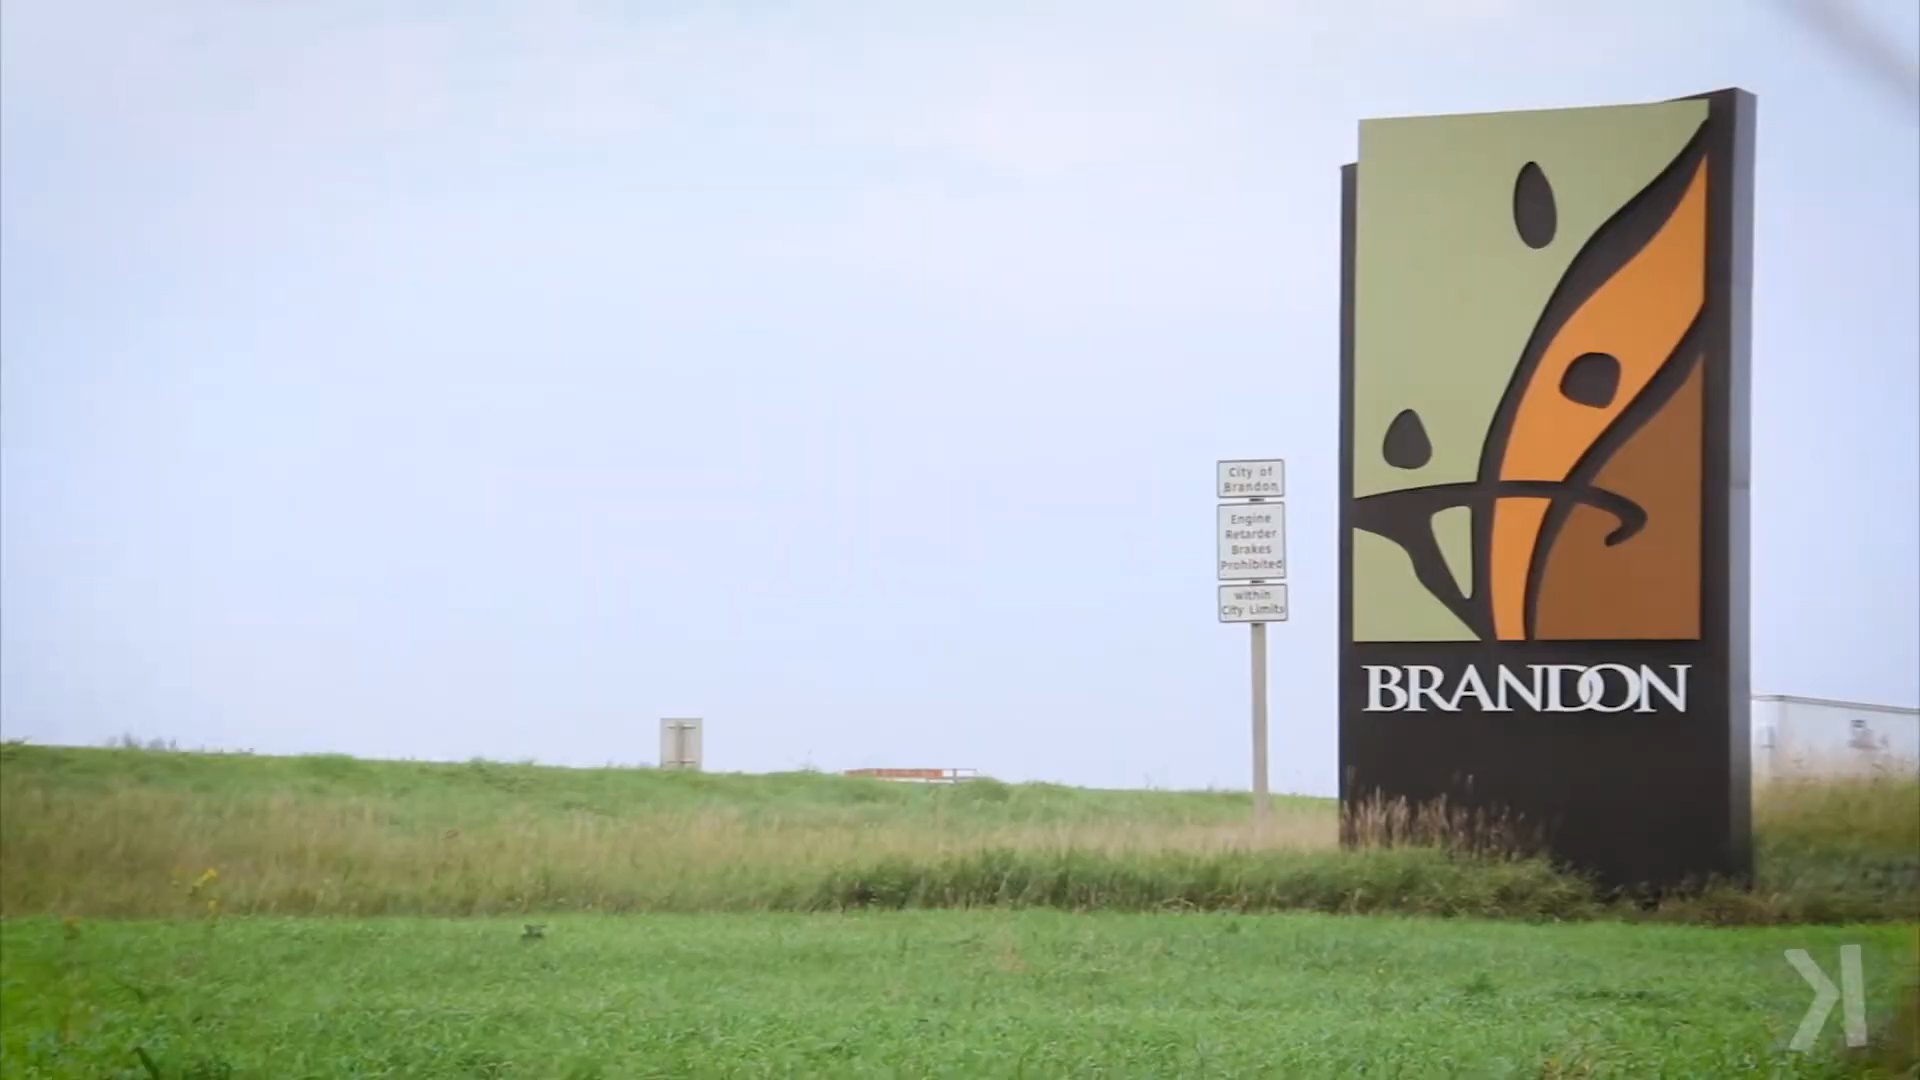 City of
Brandon
Engine
Retarder
Brakes
Prohibited
within
City Limits
BRANDON
K